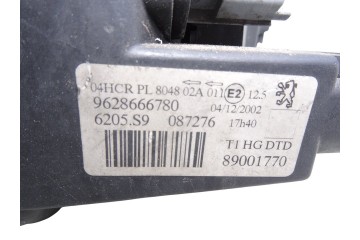 04HCR PL 8048 02A 011 E2 12.5
9628666780 04/12/2002
6205.S9 087276 17h40
T1 HG DTD
89001770